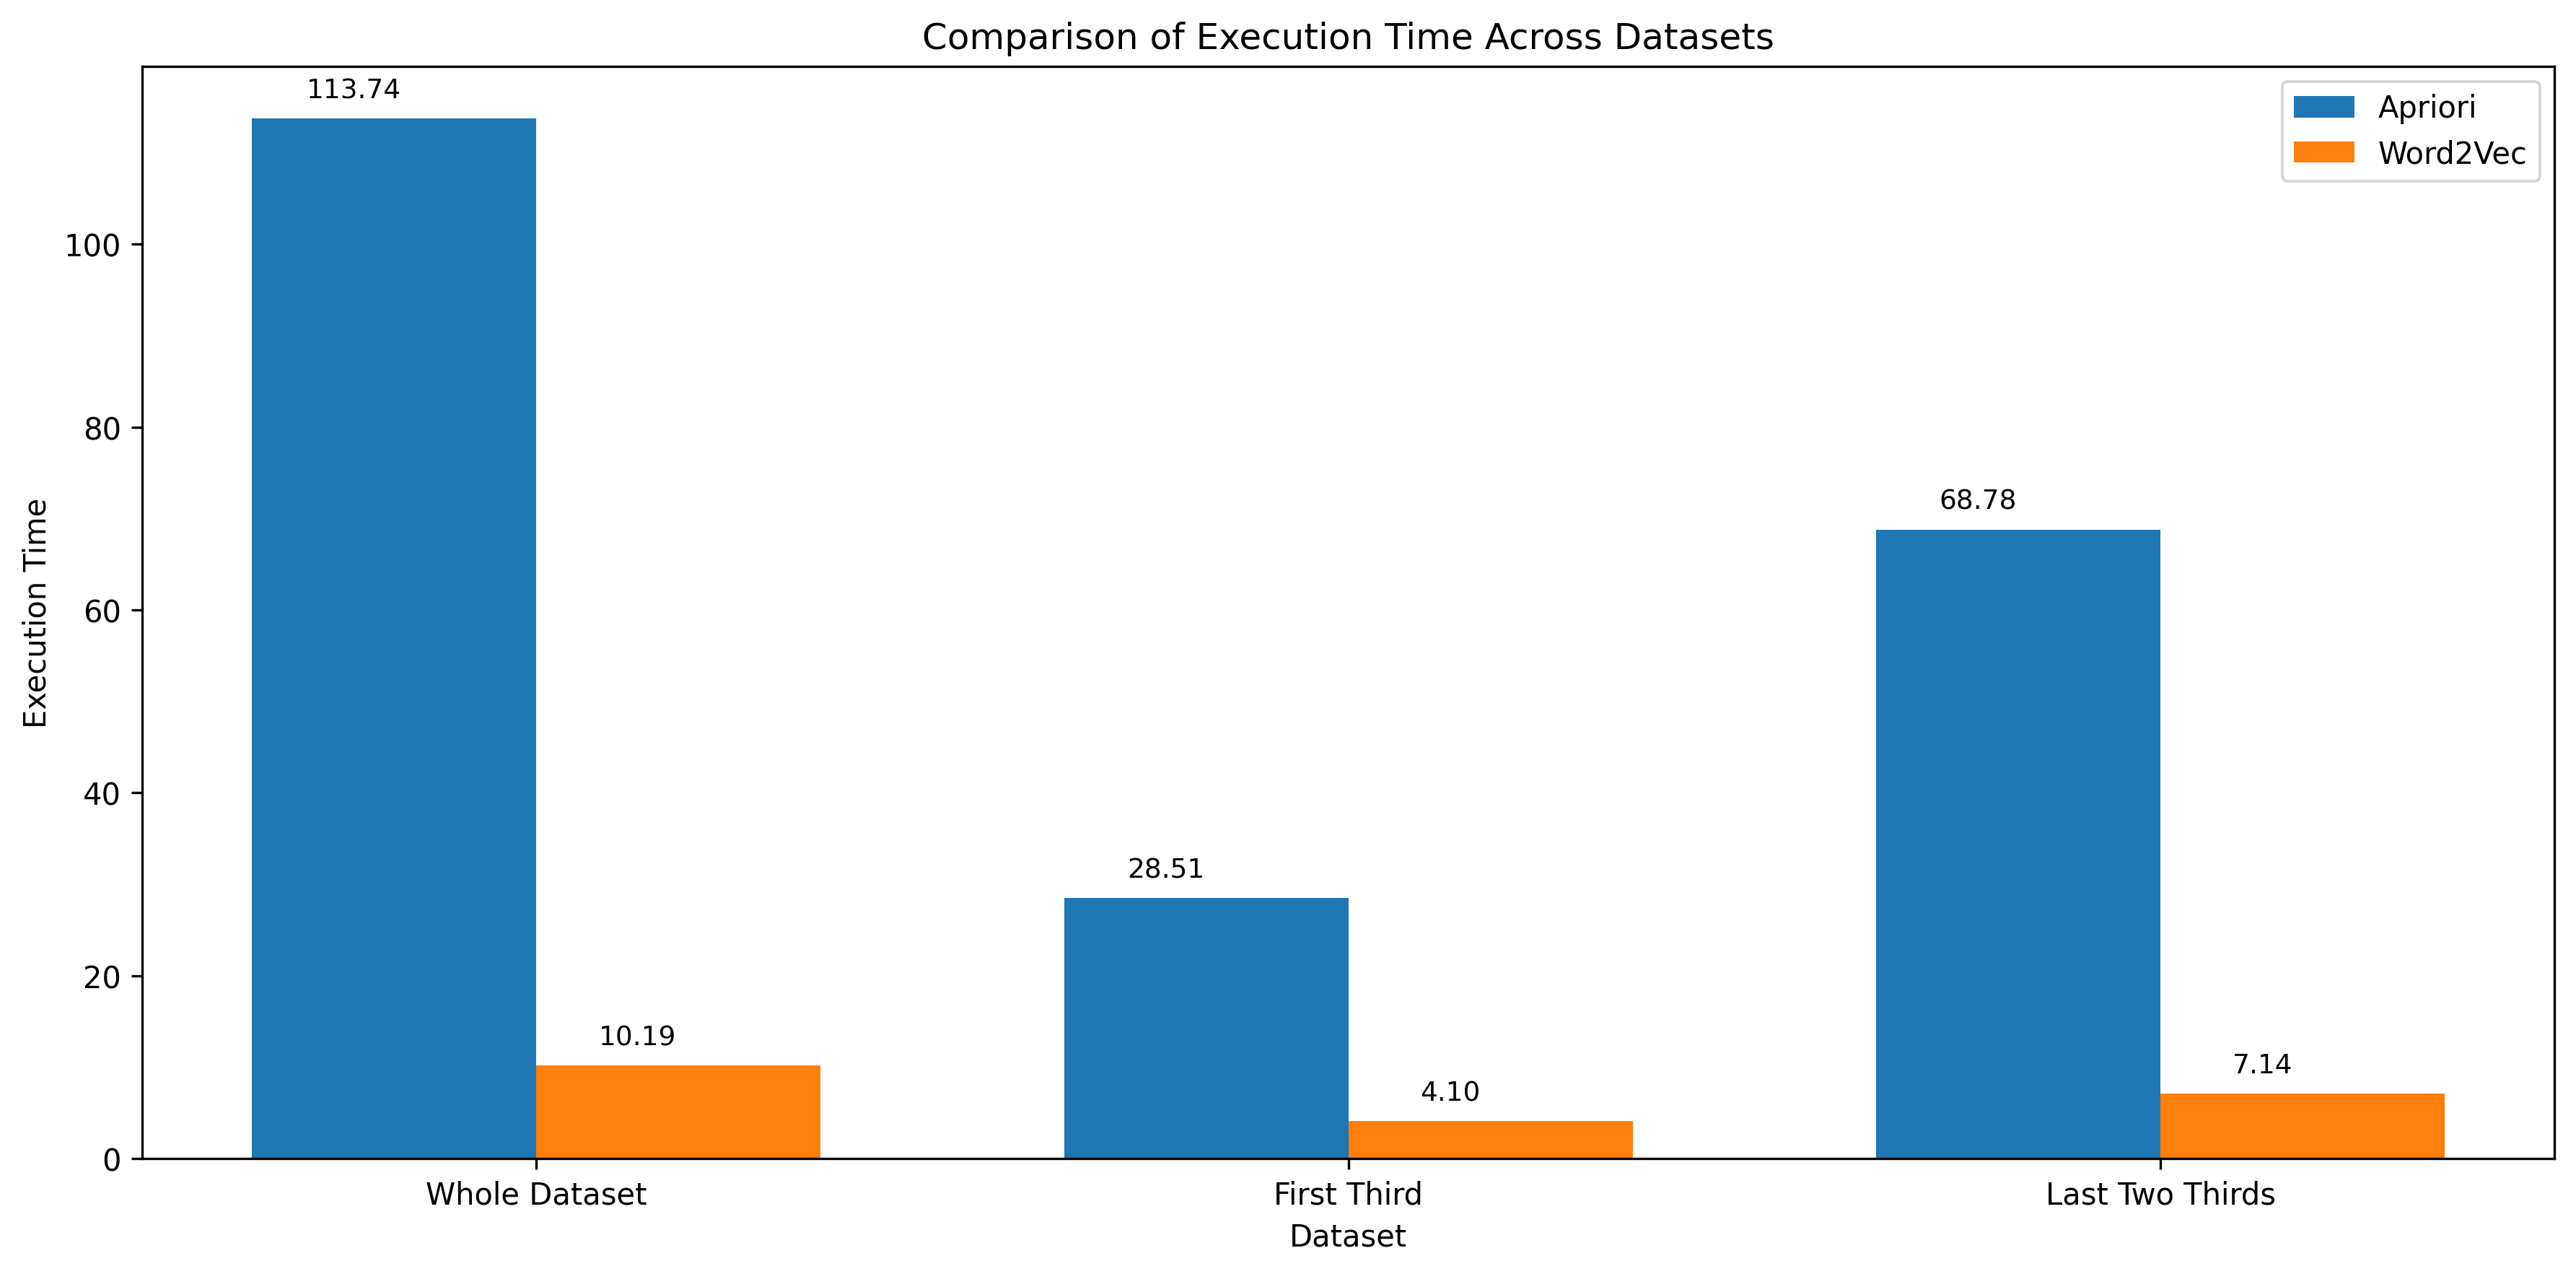 Comparison of Execution Time Across Datasets
Apriori
Word2Vec
Execution Time
100
80
60
40
20
0
113.74
10.19
28.51
4.10
68.78
7.14
Whole Dataset
First Third
Last Two Thirds
Dataset